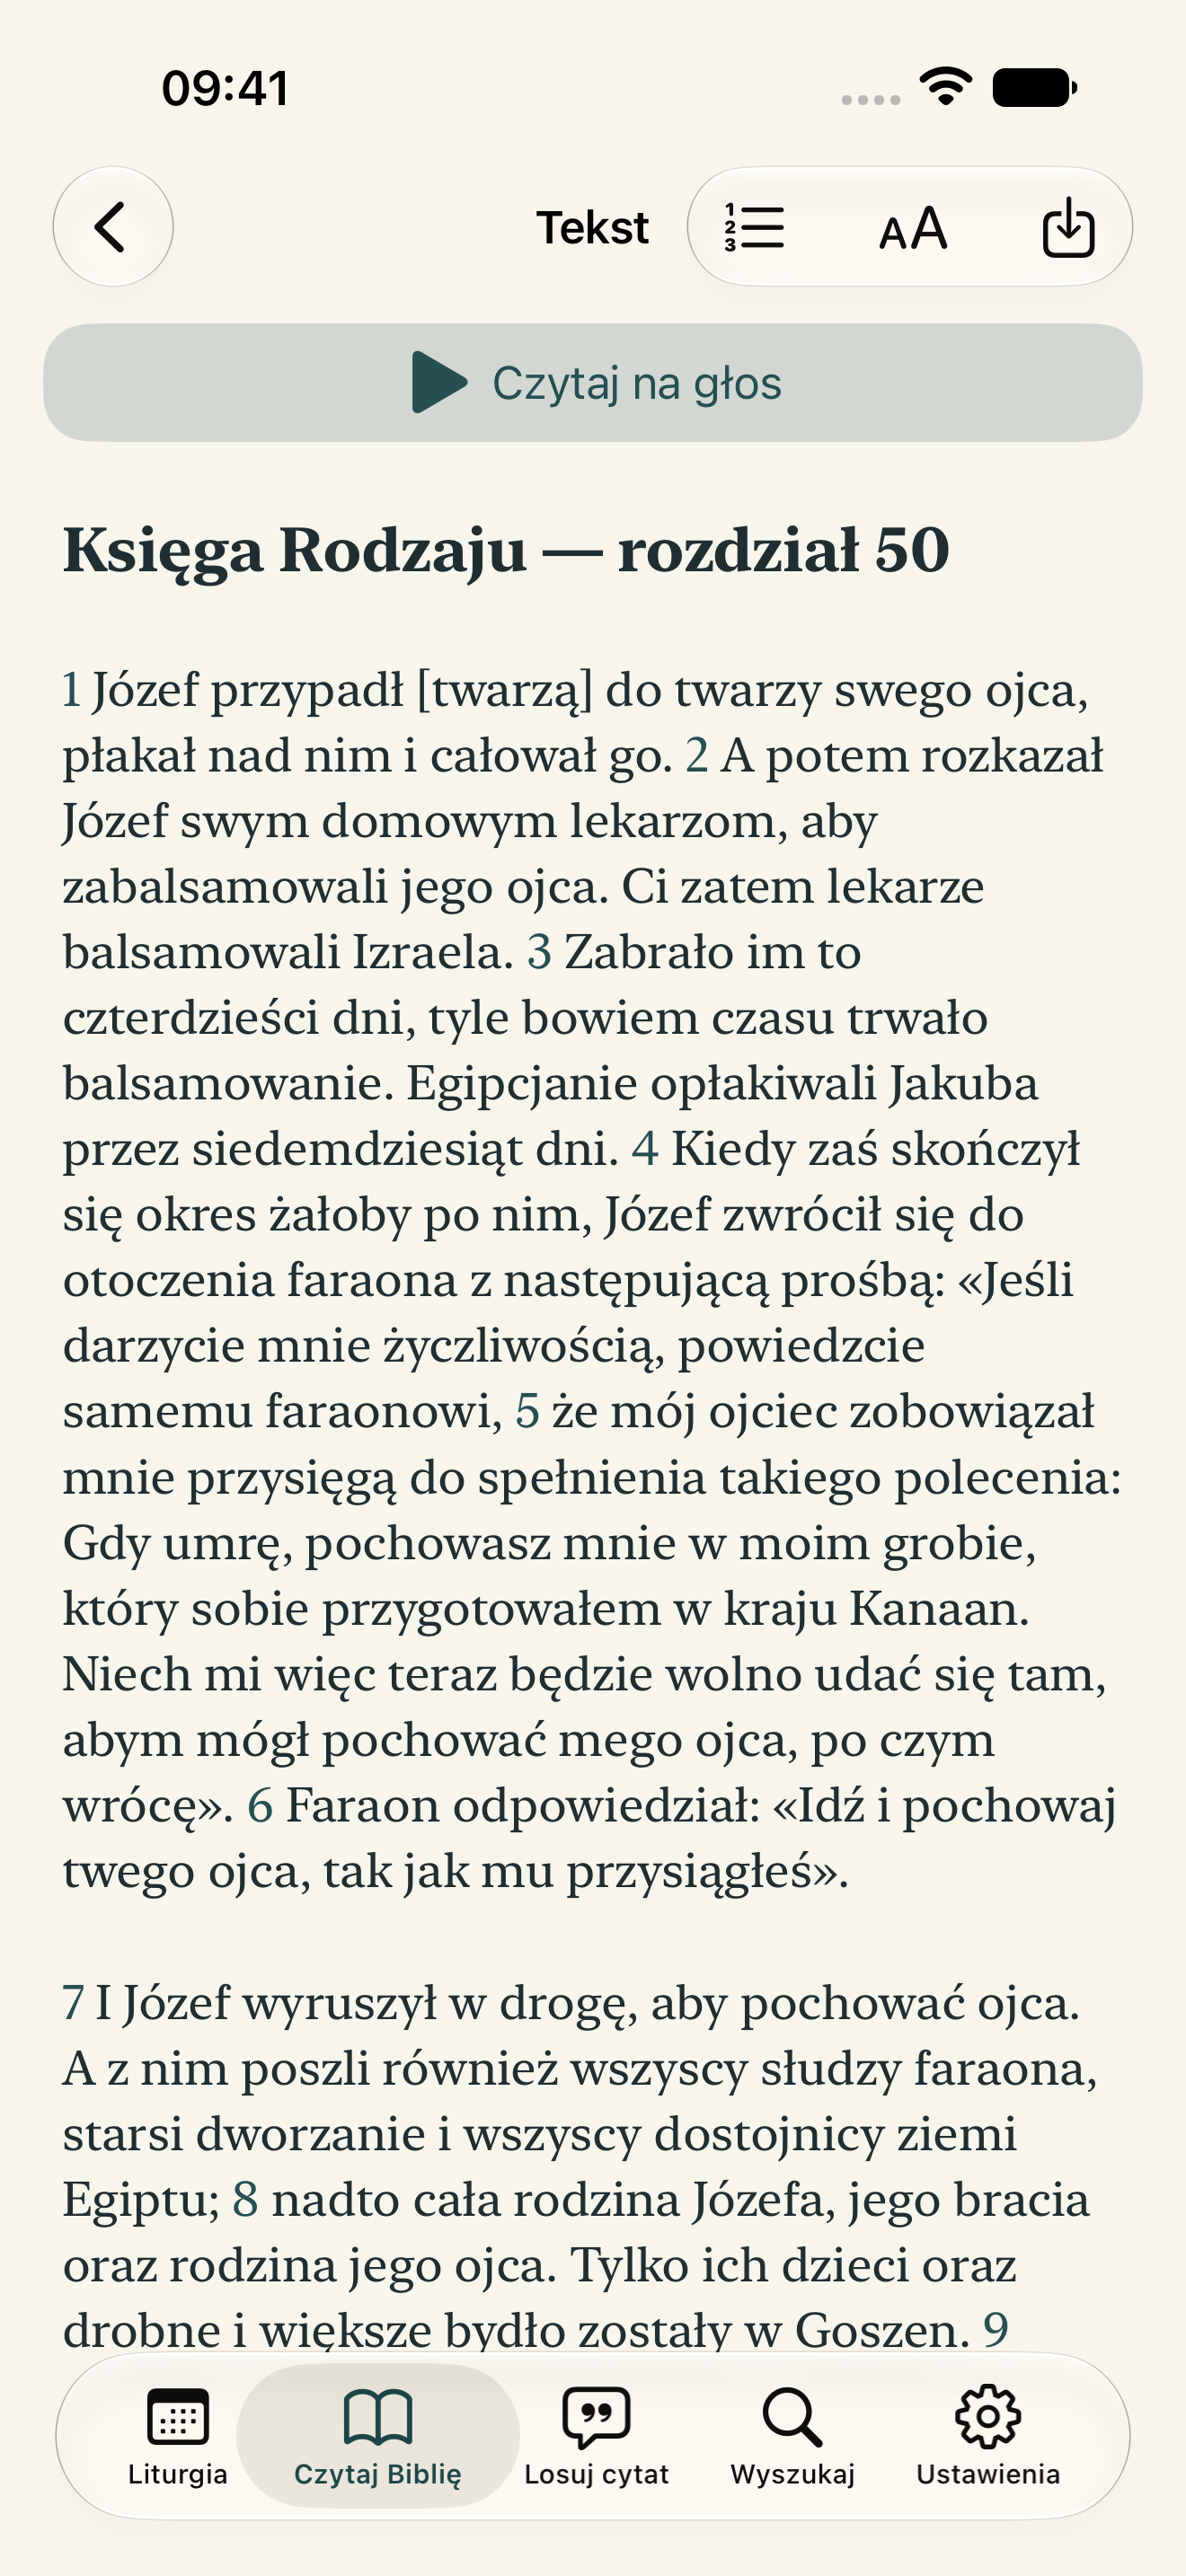 09:41
Tekst
1
2
3
AA
Czytaj na głos
Księga Rodzaju — rozdział 50
1 Józef przypadł [twarzą] do twarzy swego ojca,
płakał nad nim i całował go. 2 A potem rozkazał
Józef swym domowym lekarzom, aby
zabalsamowali jego ojca. Ci zatem lekarze
balsamowali Izraela. 3 Zabrało im to
czterdzieści dni, tyle bowiem czasu trwało
balsamowanie. Egipcjanie opłakiwali Jakuba
przez siedemdziesiąt dni. 4 Kiedy zaś skończył
się okres żałoby po nim, Józef zwrócił się do
otoczenia faraona z następującą prośbą: «Jeśli
darzycie mnie życzliwością, powiedzcie
samemu faraonowi, 5 że mój ojciec zobowiązał
mnie przysięgą do spełnienia takiego polecenia:
Gdy umrę, pochowasz mnie w moim grobie,
który sobie przygotowałem w kraju Kanaan.
Niech mi więc teraz będzie wolno udać się tam,
abym mógł pochować mego ojca, po czym
wrócę». 6 Faraon odpowiedział: «Idź i pochowaj
twego ojca, tak jak mu przysiągłeś».
7 I Józef wyruszył w drogę, aby pochować ojca.
A z nim poszli również wszyscy słudzy faraona,
starsi dworzanie i wszyscy dostojnicy ziemi
Egiptu; 8 nadto cała rodzina Józefa, jego bracia
oraz rodzina jego ojca. Tylko ich dzieci oraz
drobne i większe bydło zostały w Goszen. 9
Liturgia
Czytaj Biblię
Losuj cytat
Wyszukaj
Ustawienia